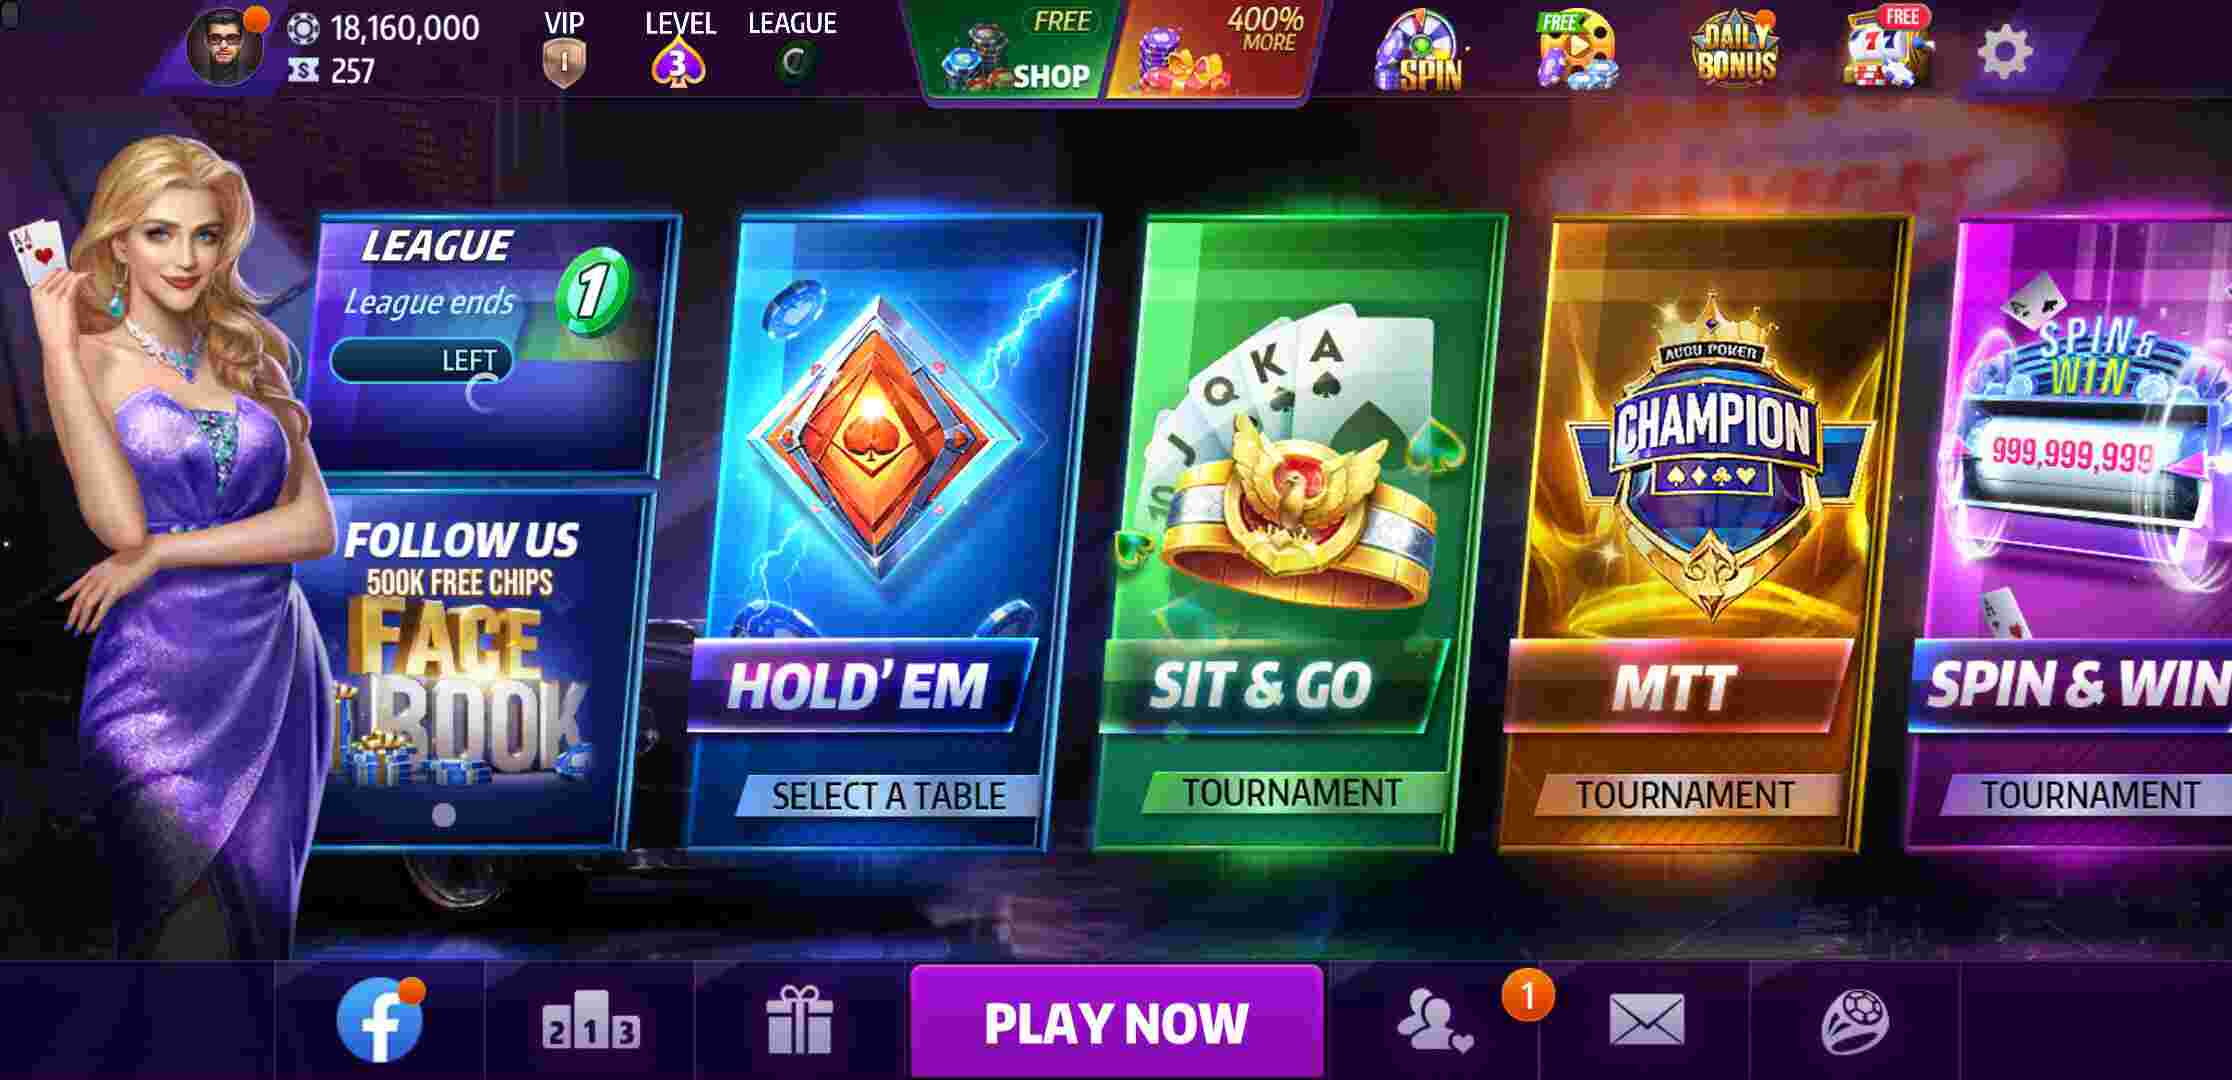 18,160,000
257
VIP
1
LEVEL
3
LEAGUE
C
FREE
SHOP
400%
MORE
SPIN
FREE
DAILY
BONUS
FREE
77
LEAGUE
League ends
1
LEFT
FOLLOW US
500K FREE CHIPS
FACE
BOOK
HOLD' EM
SELECT A TABLE
10 J Q K A
SIT & GO
TOURNAMENT
CHAMPION
MTT
TOURNAMENT
SPIN &
WIN
999,999,999
SPIN & WIN
TOURNAMENT
2 1 3
PLAY NOW
1